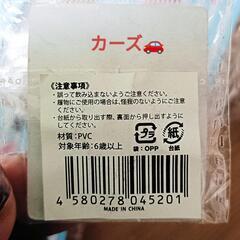 カーズ
《注意事項》
・誤って飲み込まないようご注意ください。
・履物にご使用の場合は、怪我のないようにご注意ください。
・台紙から取り出す際、裏面から押し出してください。
材質:PVC
対象年齢:6歳以上
プラ
紙
袋:OPP
台紙
4 580278 045201
MADE IN CHINA